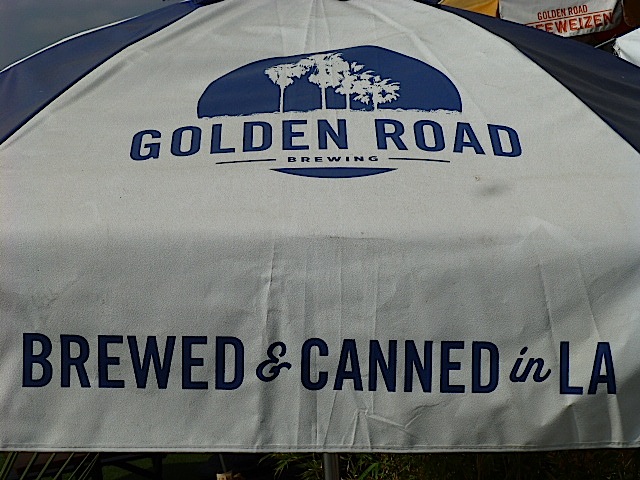 GOLDEN ROAD
HEFEWEIZEN
GOLDEN ROAD
BREWING
BREWED & CANNED in LA